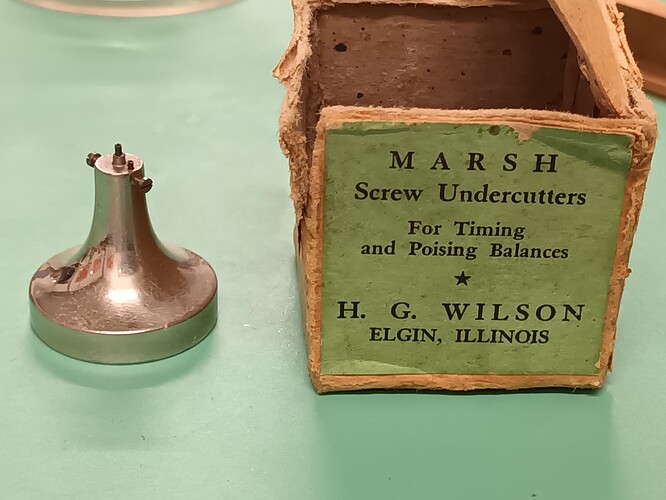 MARSH
Screw Undercutters
For Timing
and Poising Balances
★
H. G. WILSON
ELGIN, ILLINOIS